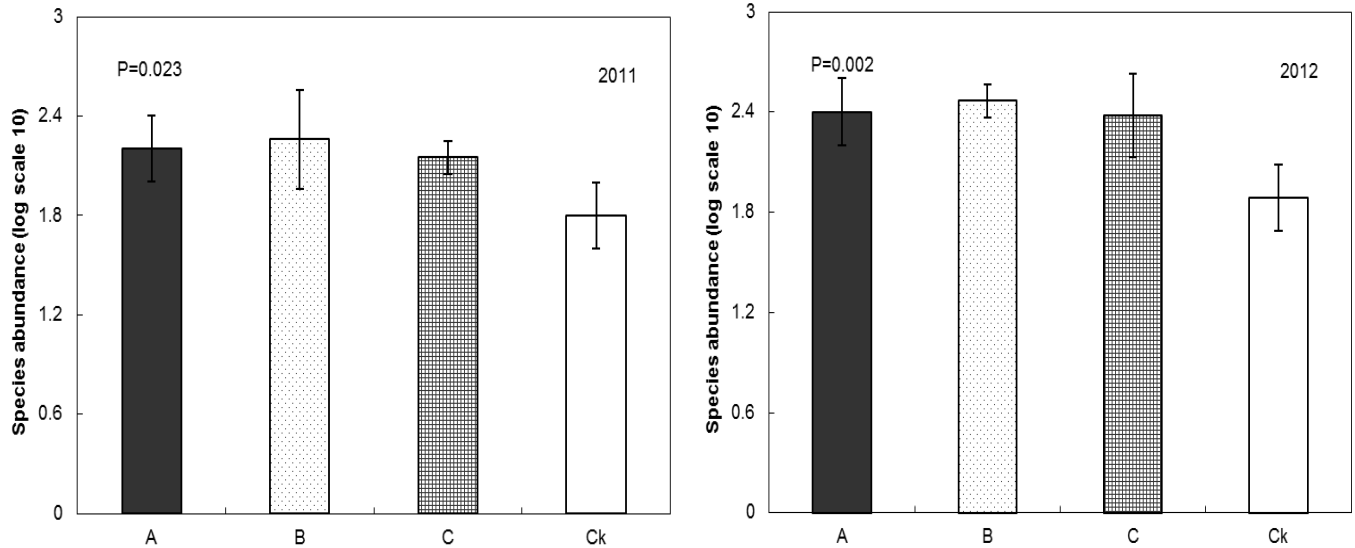 3
2.4
1.8
1.2
0.6
0
Species abundance (log scale 10)
P=0.023
2011
A B C Ck
3
2.4
1.8
1.2
0.6
0
Species abundance (log scale 10)
P=0.002
2012
A B C Ck